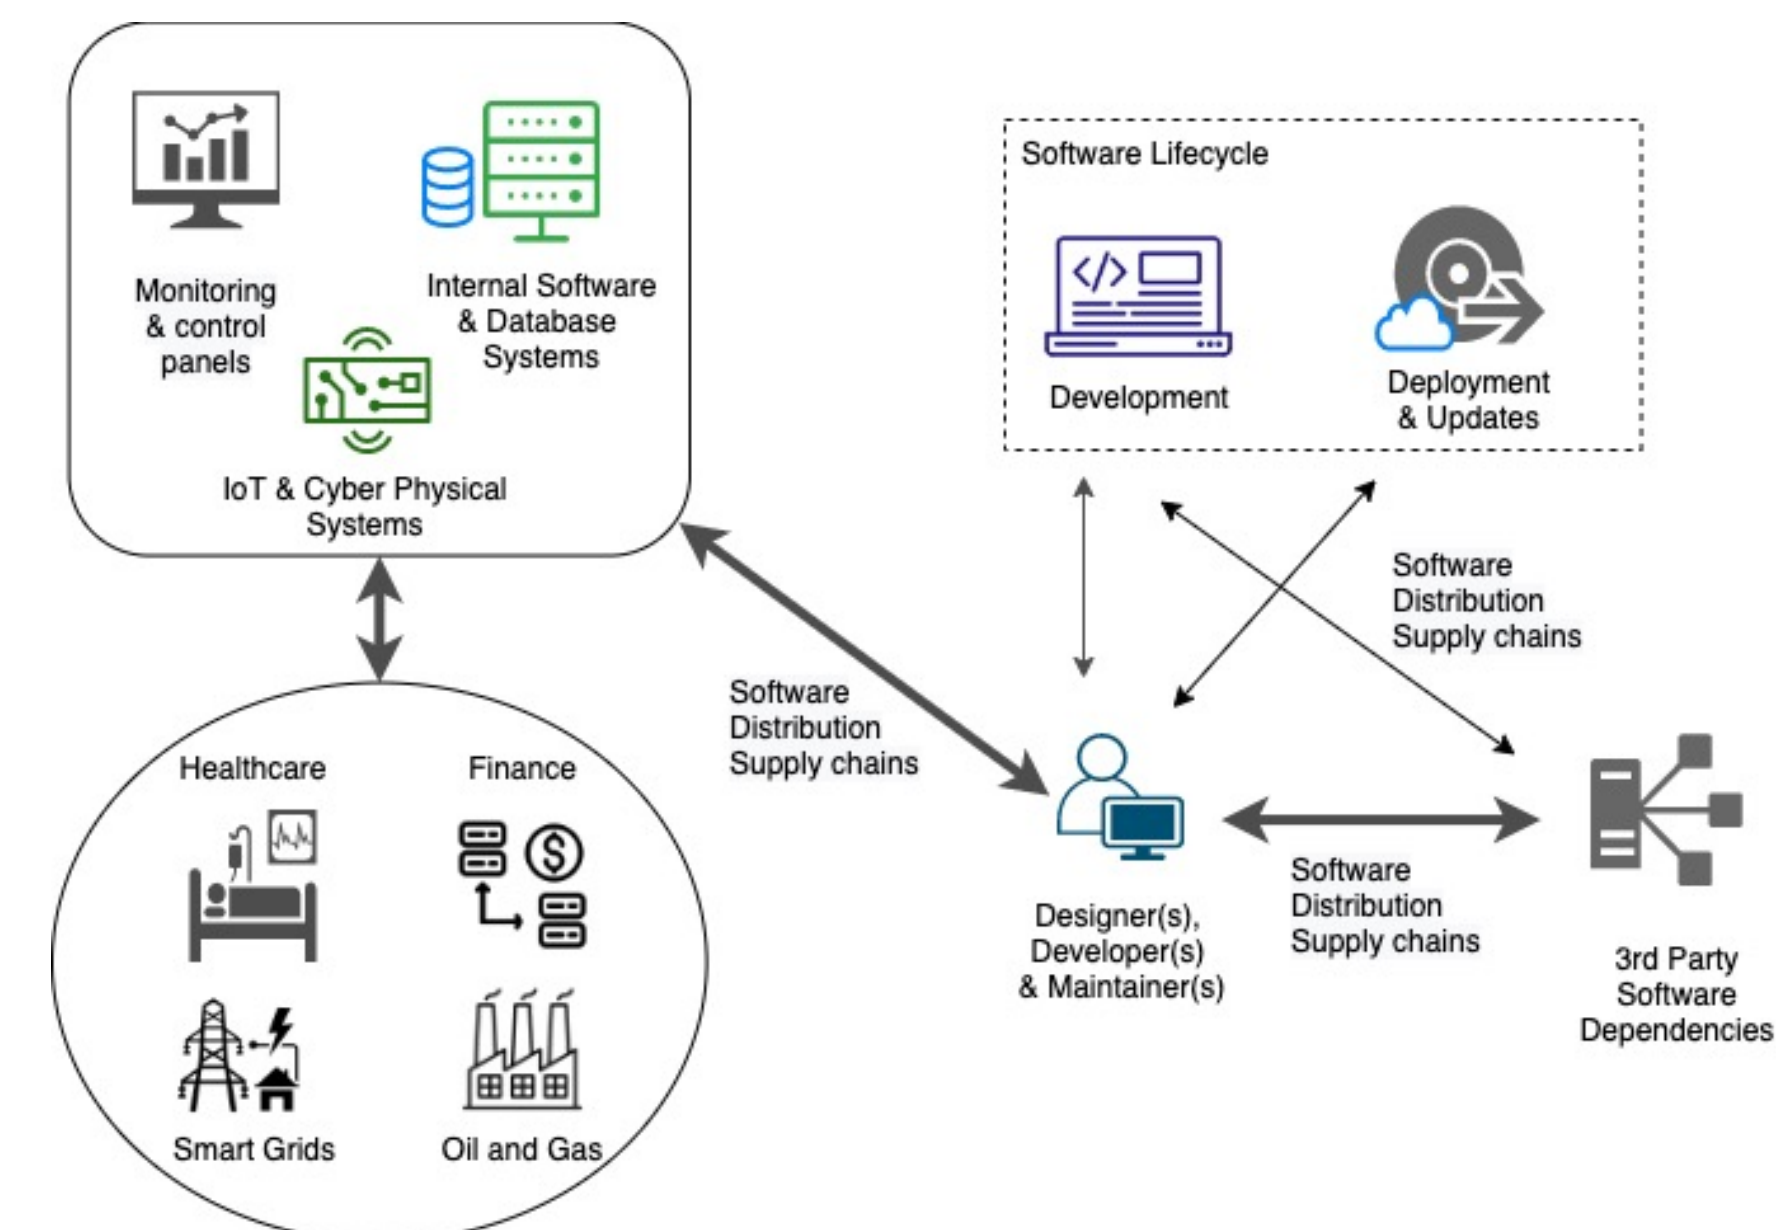 Monitoring
& control
panels
Internal Software
& Database
Systems
IoT & Cyber Physical
Systems
Software Lifecycle
Development
Deployment
& Updates
Software
Distribution
Supply chains
Software
Distribution
Supply chains
Healthcare
Finance
Smart Grids
Oil and Gas
Designer(s),
Developer(s)
& Maintainer(s)
Software
Distribution
Supply chains
3rd Party
Software
Dependencies